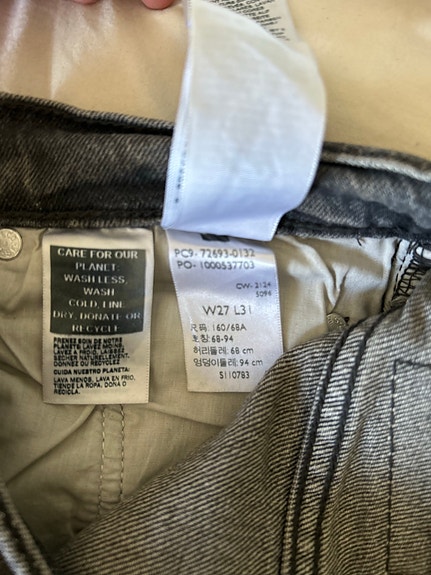 CARE FOR OUR
PLANET:
WASH LESS,
WASH
COLD, LINE
DRY, DONATE OR
RECYCLE
PRENEZ SOIN DE NOTRE
PLANÈTE: LAVEZ MOINS,
LAVEZ À FROID, LAISSEZ
SÉCHER NATURELLEMENT,
DONNEZ OU RECYCLEZ
CUIDA NUESTRO PLANETA:
LAVA MENOS, LAVA EN FRÍO,
TIENDE LA ROPA, DONA O
RECICLA.
PC9- 72693-0132
PO- 1000537703
CW- 2124
5094
W27 L31
尺码: 160/68A
호칭: 68-94
허리둘레: 68 cm
엉덩이둘레: 94 cm
S110783